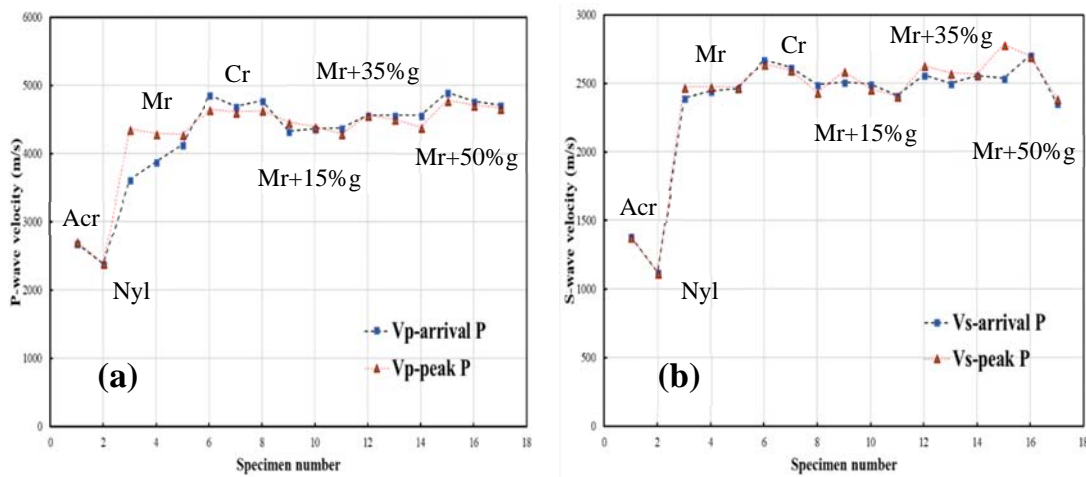 6000
5000
4000
3000
2000
1000
0
P-wave velocity (m/s)
Acr
Nyl
Mr
Cr
Mr+35%g
Mr+15%g
Mr+50%g
Vp-arrival P
Vp-peak P
(a)
0 2 4 6 8 10 12 14 16 18
Specimen number
3000
2500
2000
1500
1000
500
0
S-wave velocity (m/s)
Mr
Cr
Mr+35%g
Mr+15%g
Mr+50%g
Acr
Nyl
Vs-arrival P
Vs-peak P
(b)
0 2 4 6 8 10 12 14 16 18
Specimen number